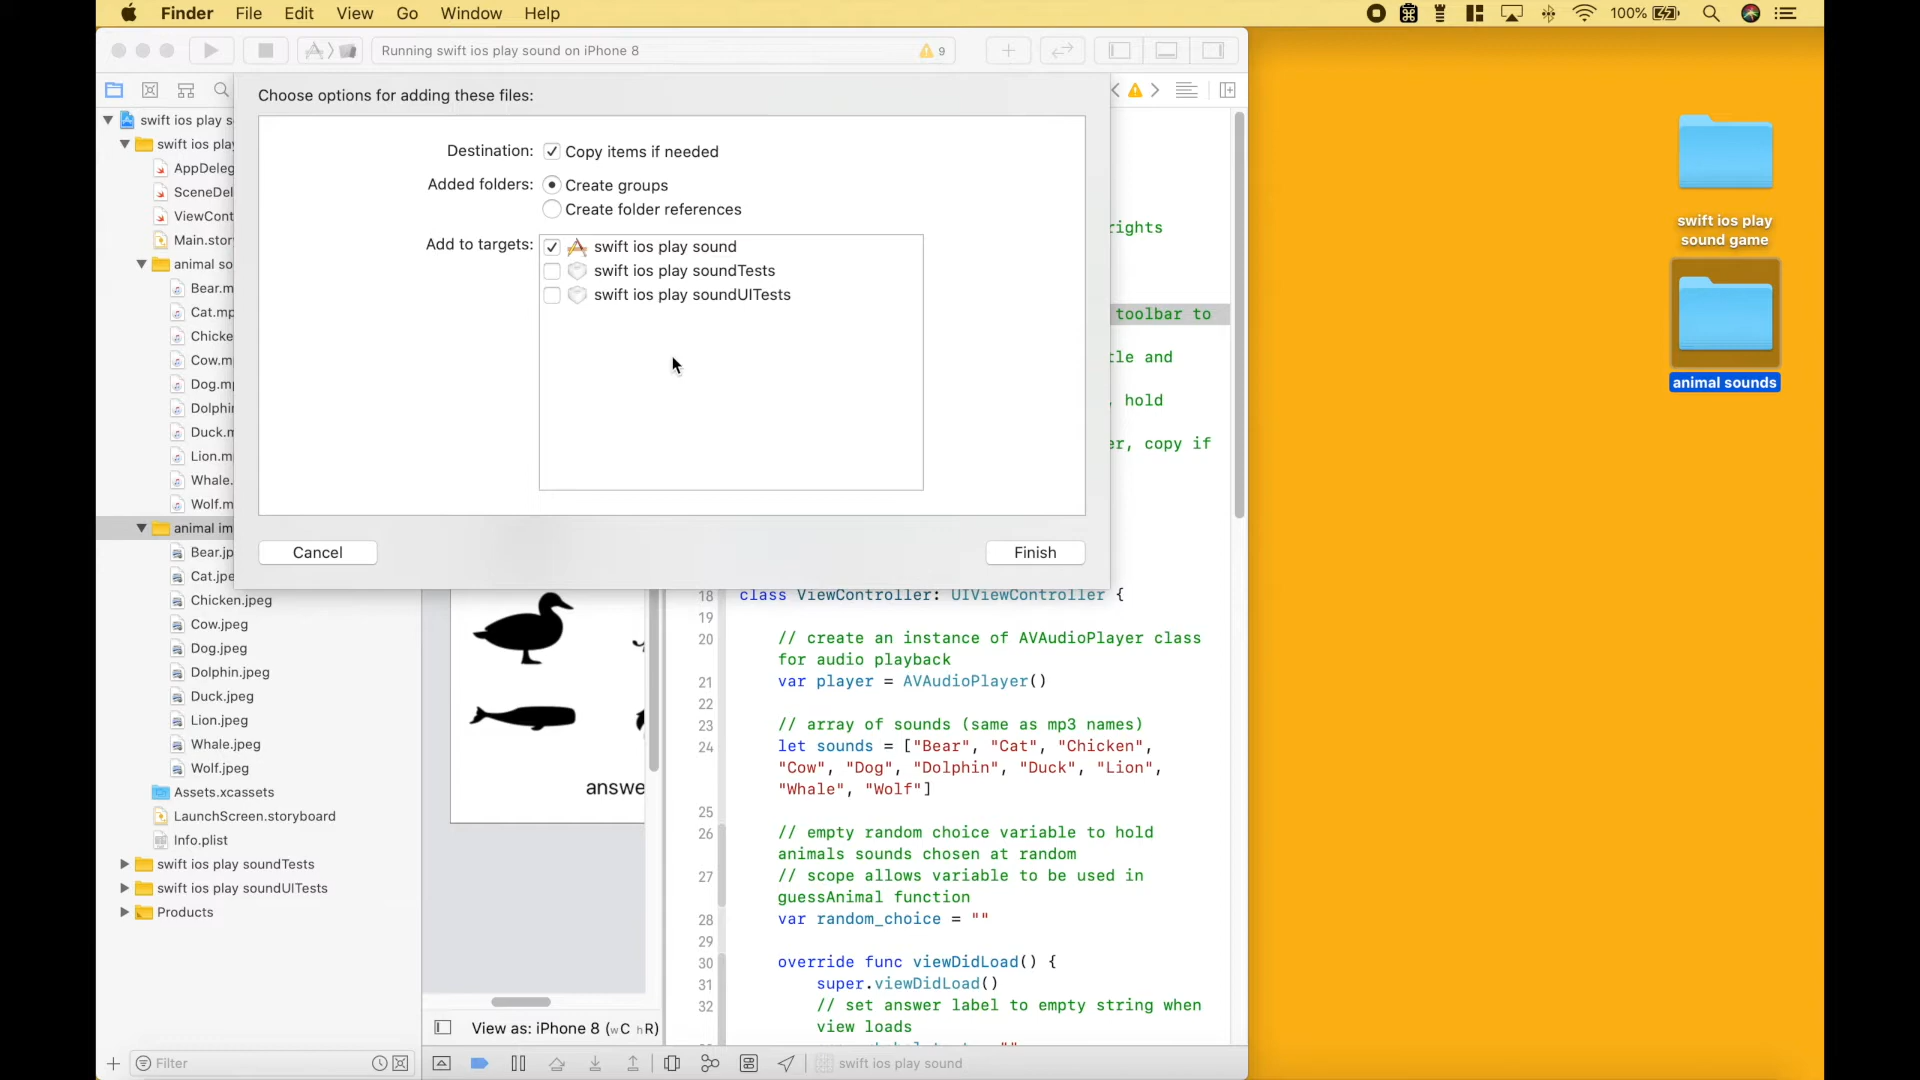 Finder File Edit View Go Window Help
100%
Running swift ios play sound on iPhone 8
9
Choose options for adding these files:
Destination: Copy items if needed
Added folders: Create groups
Create folder references
Add to targets: swift ios play sound
swift ios play soundTests
swift ios play soundUITests
Cancel
Finish
swift ios play s
swift ios play
AppDeleg
SceneDel
ViewCont
Main.stor
animal so
Bear.m
Cat.mp
Chicke
Cow.m
Dog.mp
Dolphi
Duck.m
Lion.m
Whale.
Wolf.m
animal im
Bear.jp
Cat.jpe
Chicken.jpeg
Cow.jpeg
Dog.jpeg
Dolphin.jpeg
Duck.jpeg
Lion.jpeg
Whale.jpeg
Wolf.jpeg
Assets.xcassets
LaunchScreen.storyboard
Info.plist
swift ios play soundTests
swift ios play soundUITests
Products
Filter
answe
View as: iPhone 8 (wC hR)
rights
toolbar to
tle and
, hold
er, copy if
18 class ViewController: UIViewController {
19
20 // create an instance of AVAudioPlayer class
for audio playback
21 var player = AVAudioPlayer()
22
23 // array of sounds (same as mp3 names)
24 let sounds = ["Bear", "Cat", "Chicken",
"Cow", "Dog", "Dolphin", "Duck", "Lion",
"Whale", "Wolf"]
25
26 // empty random choice variable to hold
animals sounds chosen at random
27 // scope allows variable to be used in
guessAnimal function
28 var random_choice = ""
29
30 override func viewDidLoad() {
31 super.viewDidLoad()
32 // set answer label to empty string when
view loads
swift ios play sound
swift ios play
sound game
animal sounds